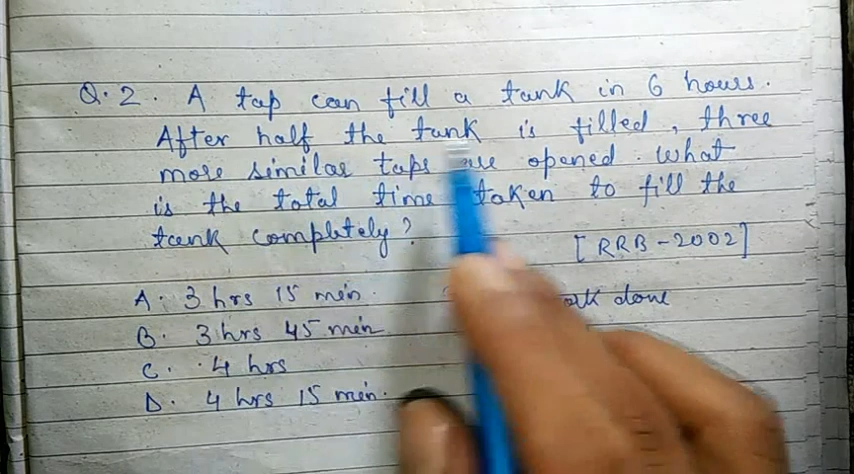 Q.2. A tap can fill a tank in 6 hours.
After half the tank is filled, three
more similar taps are opened. What
is the total time taken to fill the
tank completely?
[RRB-2002]
A. 3 hrs 15 min.
done
B. 3 hrs 45 min
C. 4 hrs
D. 4 hrs 15 min.